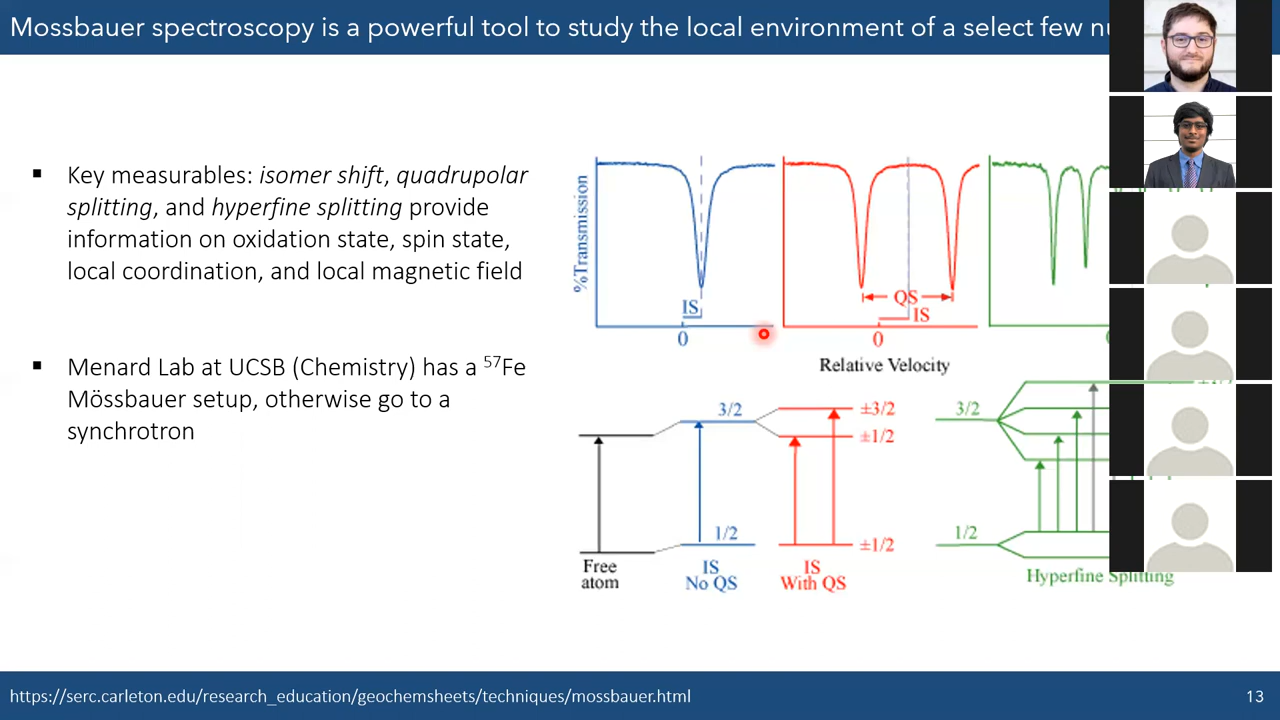 Mossbauer spectroscopy is a powerful tool to study the local environment of a select few
Key measurables: isomer shift, quadrupolar
splitting, and hyperfine splitting provide
information on oxidation state, spin state,
local coordination, and local magnetic field
Menard Lab at UCSB (Chemistry) has a ⁵⁷Fe
Mössbauer setup, otherwise go to a
synchrotron
%Transmission
IS
0
QS
IS
0
Relative Velocity
3/2
1/2
±3/2
±1/2
±1/2
3/2
1/2
Free
atom
IS
No QS
IS
With QS
Hyperfine Splitting
https://serc.carleton.edu/research_education/geochemsheets/techniques/mossbauer.html
13